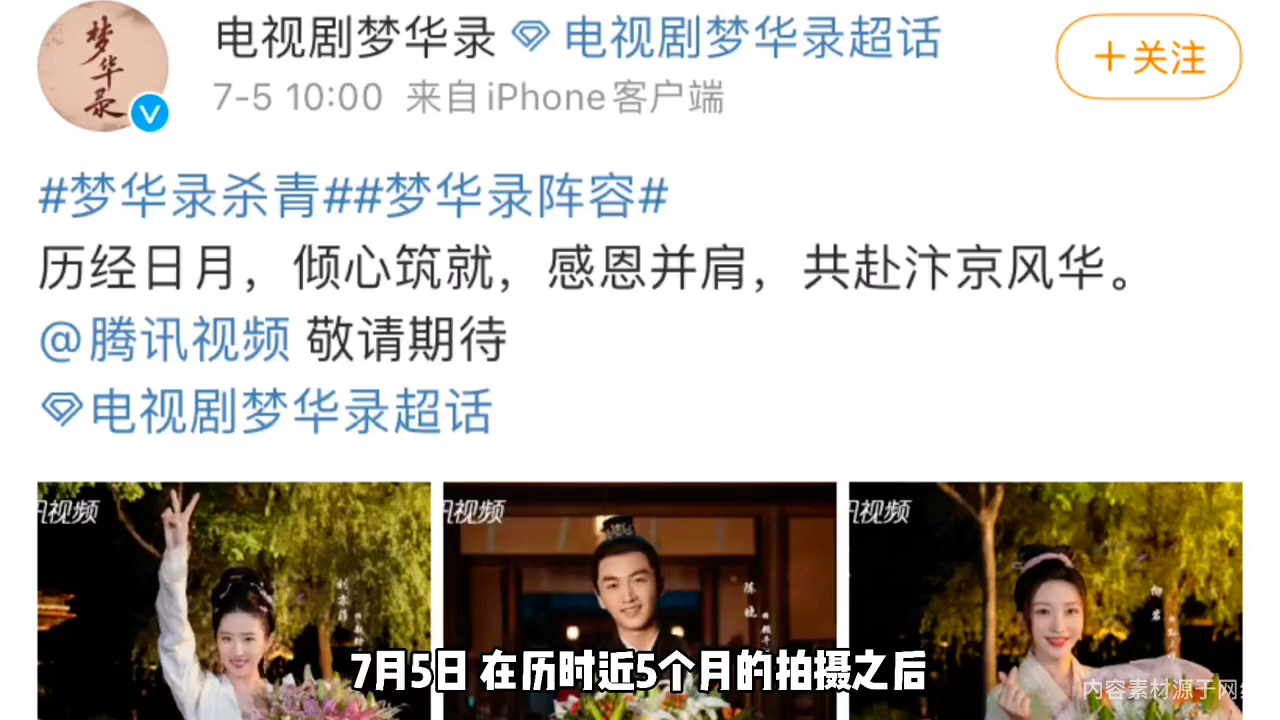 梦华录
电视剧梦华录 电视剧梦华录超话
+关注
7-5 10:00 来自iPhone客户端
#梦华录杀青##梦华录阵容#
历经日月，倾心筑就，感恩并肩，共赴汴京风华。
@腾讯视频 敬请期待
电视剧梦华录超话
讯视频
讯视频
讯视频
陈晓
柳岩
7月5日 在历时近5个月的拍摄之后
内容素材源于网络